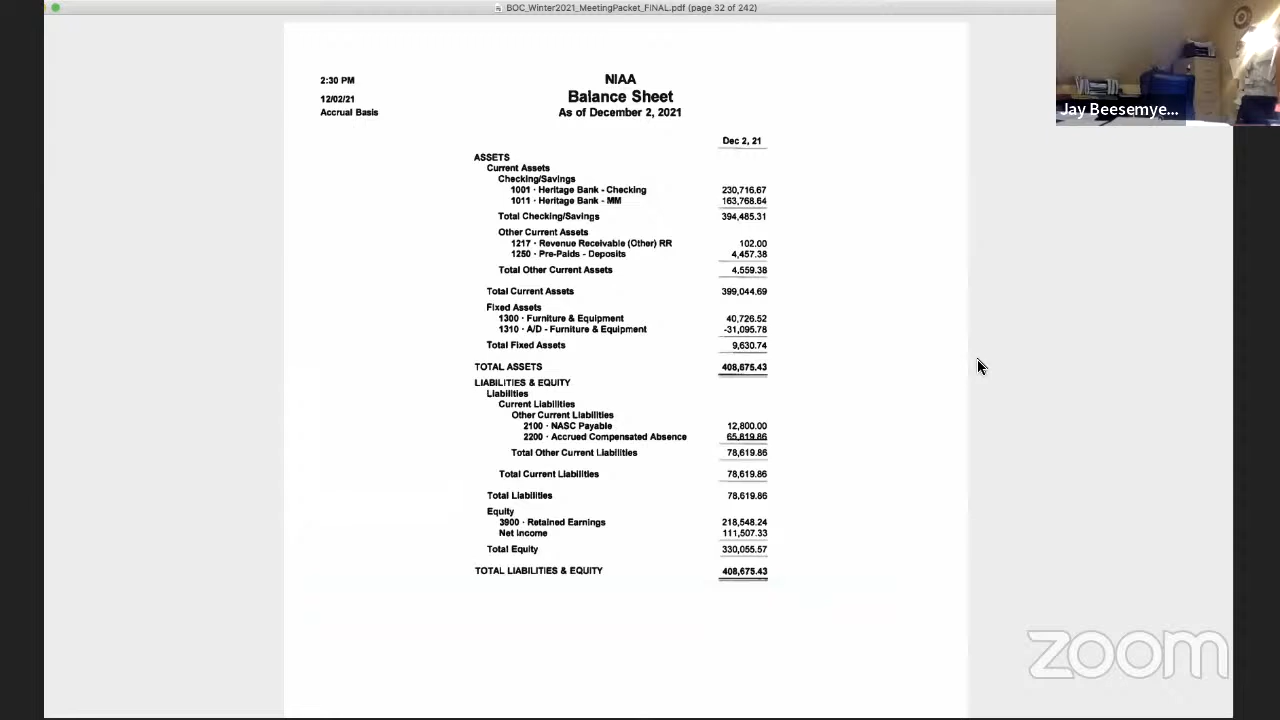 BOC_Winter2021_MeetingPacket_FINAL.pdf (page 32 of 242)
Jay Beesemye...
2:30 PM
12/02/21
Accrual Basis
NIAA
Balance Sheet
As of December 2, 2021
Dec 2, 21
ASSETS
Current Assets
Checking/Savings
1001 · Heritage Bank - Checking 230,716.67
1011 · Heritage Bank - MM 163,768.64
Total Checking/Savings 394,485.31
Other Current Assets
1217 · Revenue Receivable (Other) RR 102.00
1250 · Pre-Paids - Deposits 4,457.38
Total Other Current Assets 4,559.38
Total Current Assets 399,044.69
Fixed Assets
1300 · Furniture & Equipment 40,726.52
1310 · A/D - Furniture & Equipment -31,095.78
Total Fixed Assets 9,630.74
TOTAL ASSETS 408,675.43
LIABILITIES & EQUITY
Liabilities
Current Liabilities
Other Current Liabilities
2100 · NASC Payable 12,800.00
2200 · Accrued Compensated Absence 65,819.86
Total Other Current Liabilities 78,619.86
Total Current Liabilities 78,619.86
Total Liabilities 78,619.86
Equity
3900 · Retained Earnings 218,548.24
Net Income 111,507.33
Total Equity 330,055.57
TOTAL LIABILITIES & EQUITY 408,675.43
zoom